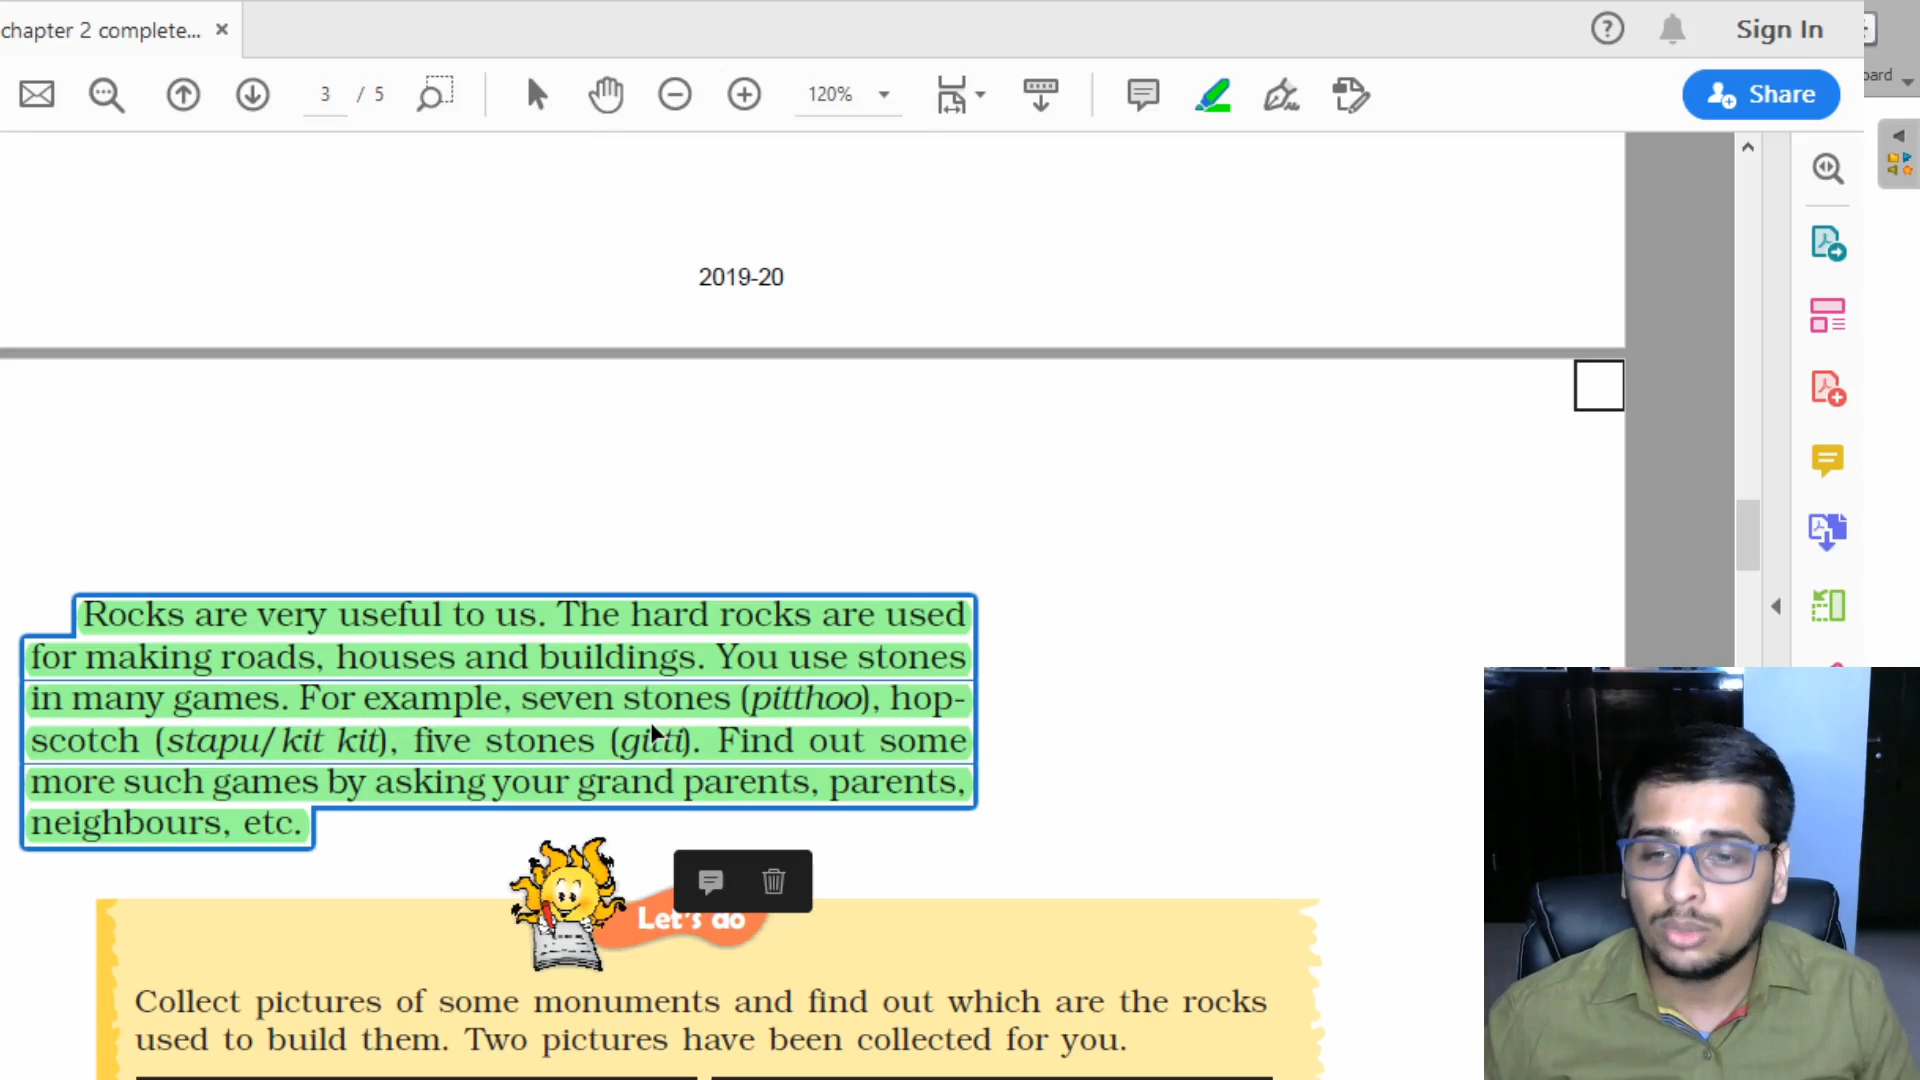 chapter 2 complete...
Sign In
3 / 5
120%
Share
2019-20
Rocks are very useful to us. The hard rocks are used
for making roads, houses and buildings. You use stones
in many games. For example, seven stones (pitthoo), hop-
scotch (stapu/ kit kit), five stones (gitti). Find out some
more such games by asking your grand parents, parents,
neighbours, etc.
Let's do
Collect pictures of some monuments and find out which are the rocks
used to build them. Two pictures have been collected for you.